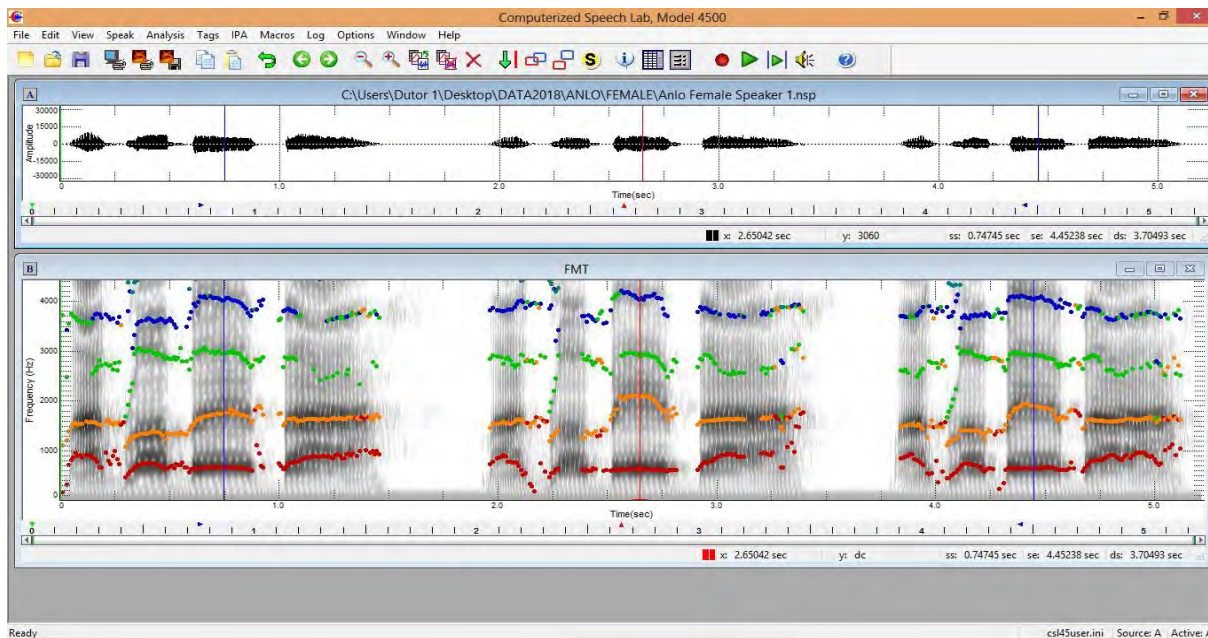 Computerized Speech Lab, Model 4500
File Edit View Speak Analysis Tags IPA Macros Log Options Window Help
A C:\Users\Dutor 1\Desktop\DATA2018\ANLO\FEMALE\Anlo Female Speaker 1.nsp
30000
15000
0
-15000
-30000
Amplitude
0 1.0 2.0 3.0 4.0 5.0
Time(sec)
0 1 2 3 4 5
x: 2.65042 sec y: 3060 ss: 0.74745 sec se: 4.45238 sec ds: 3.70493 sec
B FMT
4000
3000
2000
1000
0
Frequency (Hz)
0.0 1.0 2.0 3.0 4.0 5.0
Time(sec)
0 1 2 3 4 5
x: 2.65042 sec y: dc ss: 0.74745 sec se: 4.45238 sec ds: 3.70493 sec
Ready csl45user.ini Source: A Active: